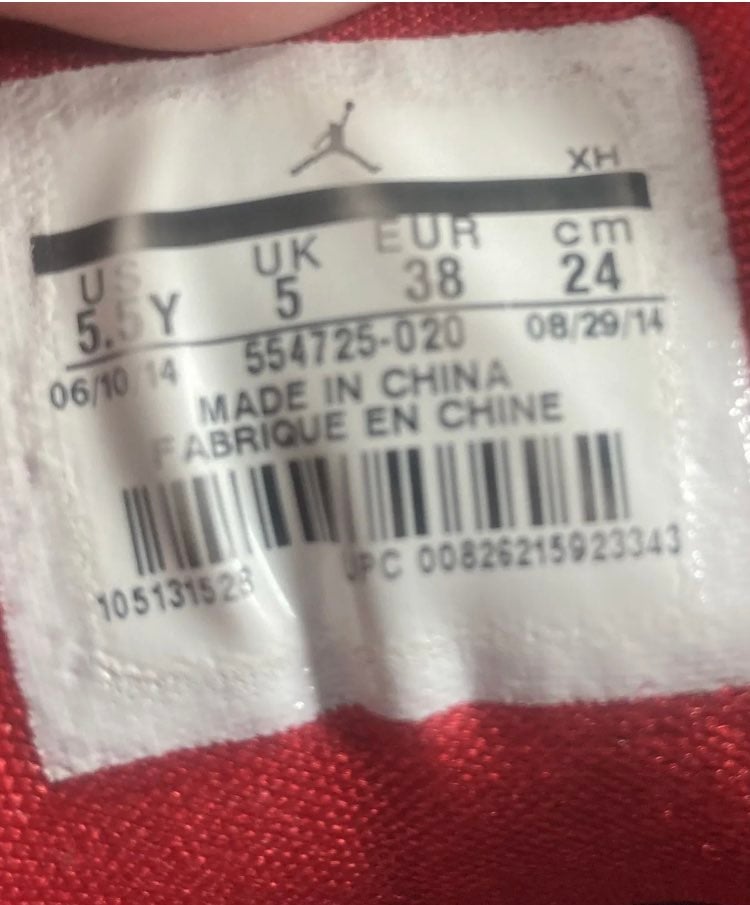 XH
US UK EUR cm
5.5Y 5 38 24
06/10/14 554725-020 08/29/14
MADE IN CHINA
FABRIQUE EN CHINE
105131526 UPC 00826215923343